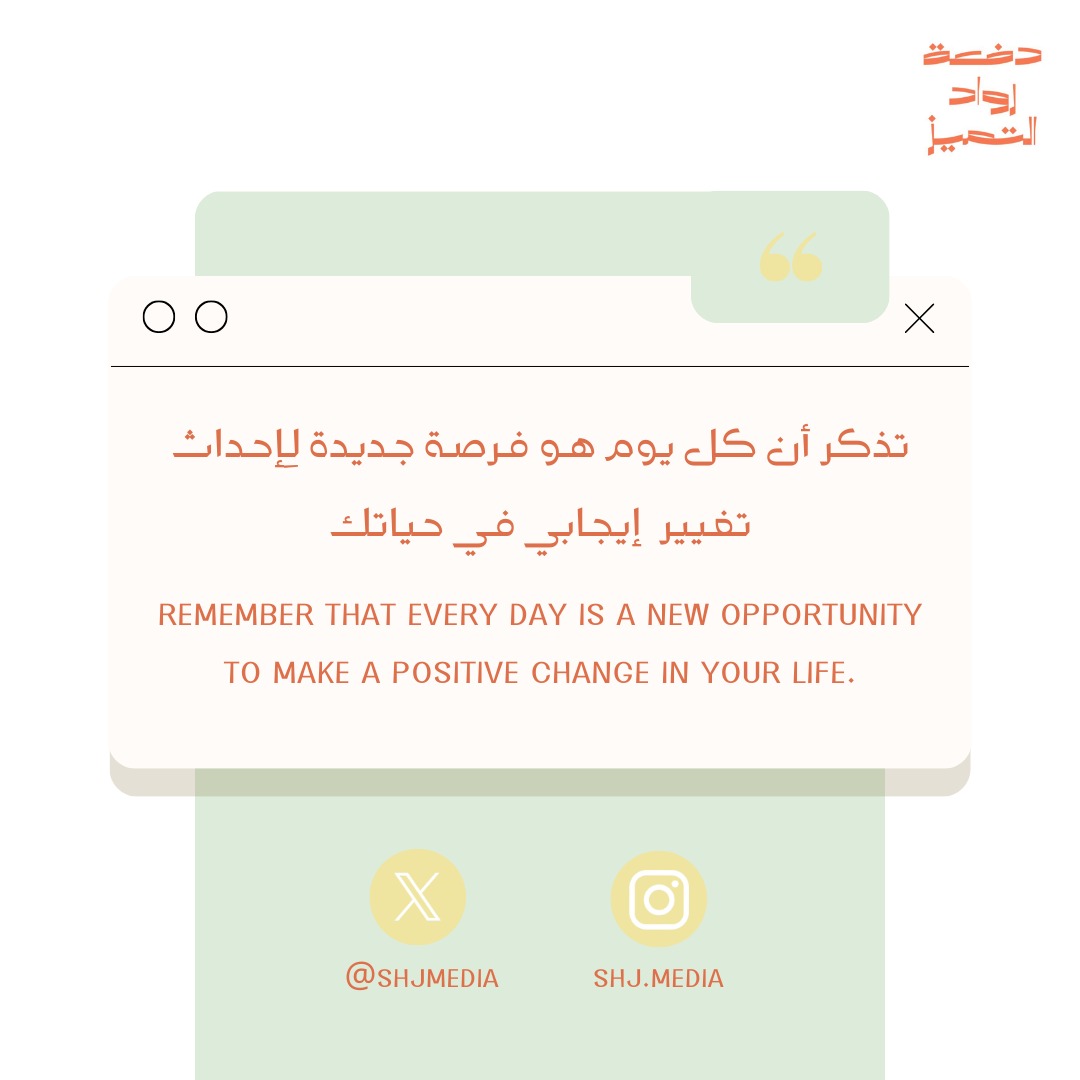 دفعة
رواد
التميز
تذكر أن كل يوم هو فرصة جديدة لإحداث
تغيير إيجابي في حياتك
REMEMBER THAT EVERY DAY IS A NEW OPPORTUNITY
TO MAKE A POSITIVE CHANGE IN YOUR LIFE.
@SHJMEDIA
SHJ.MEDIA